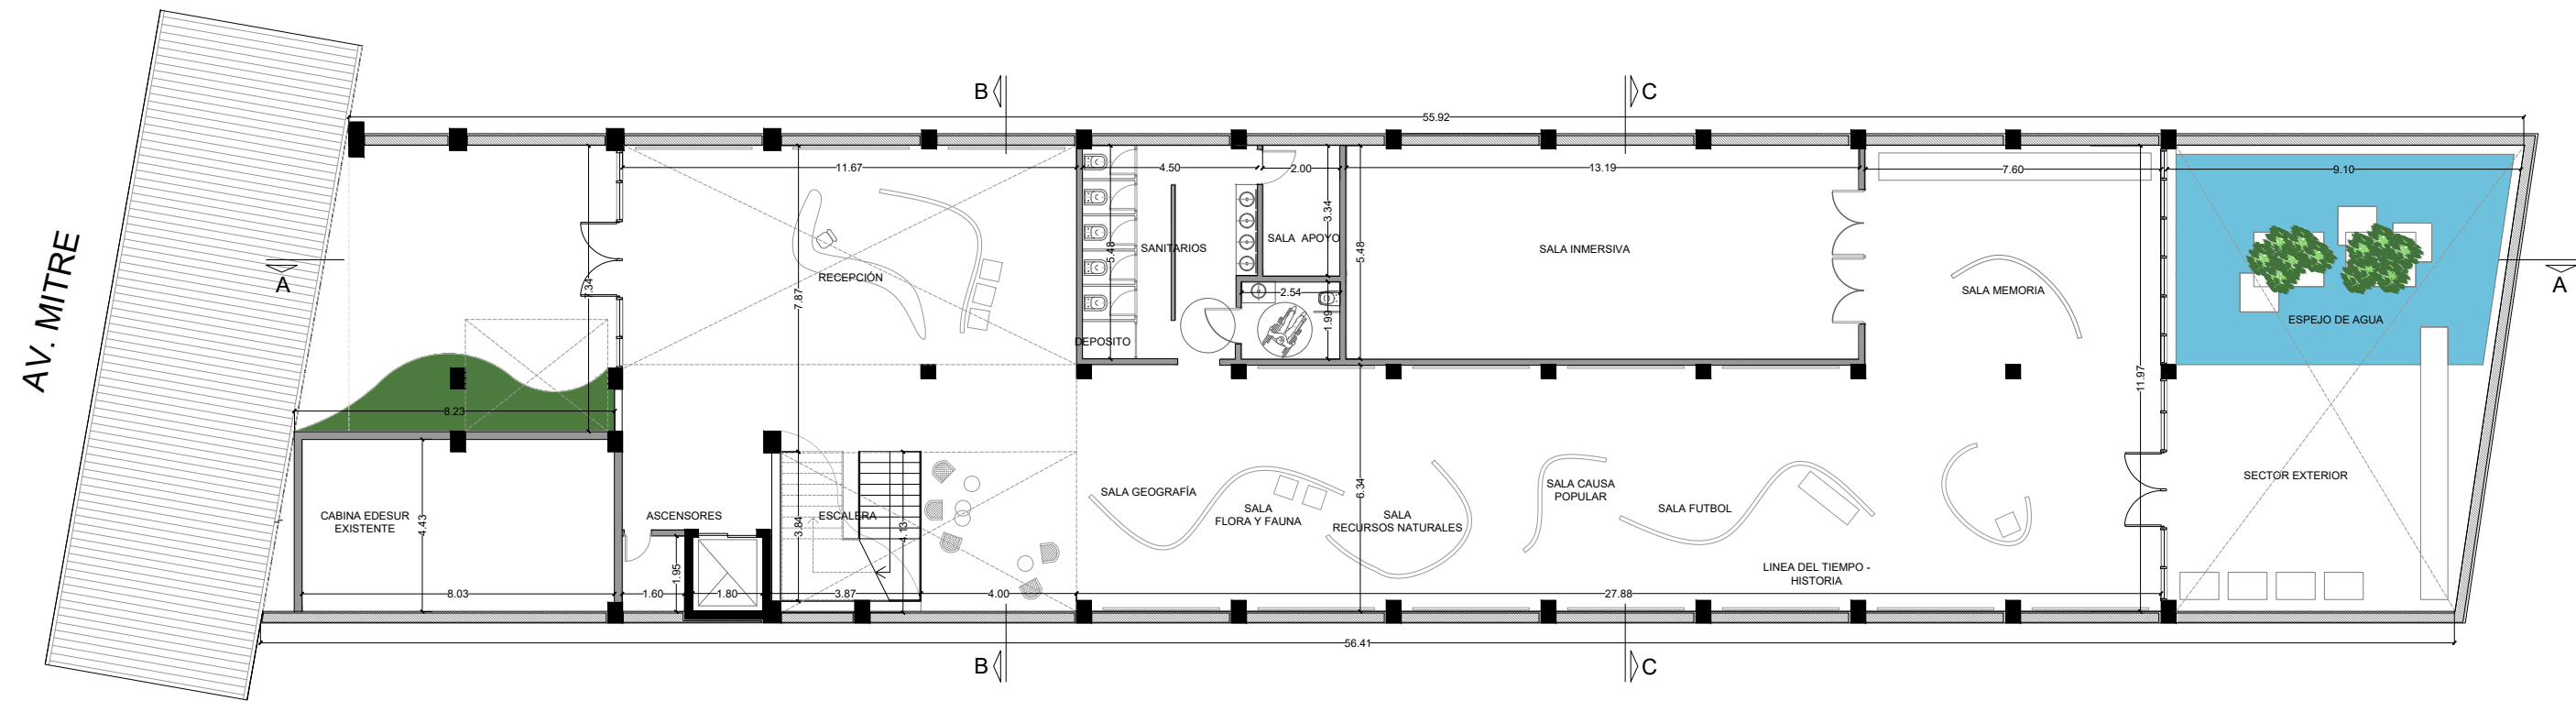 B
C
55.92
11.67
4.50
2.00
13.19
7.60
9.10
AV. MITRE
A
7.34
7.87
RECEPCIÓN
5.48
SANITARIOS
3.34
SALA APOYO
5.48
SALA INMERSIVA
SALA MEMORIA
A
2.54
1.99
ESPEJO DE AGUA
DEPOSITO
11.97
8.23
CABINA EDESUR
EXISTENTE
4.43
8.03
ASCENSORES
1.60
1.95
1.80
ESCALERA
3.84
3.87
4.13
4.00
SALA GEOGRAFÍA
SALA
FLORA Y FAUNA
6.34
SALA
RECURSOS NATURALES
SALA CAUSA
POPULAR
SALA FUTBOL
LINEA DEL TIEMPO -
HISTORIA
27.88
SECTOR EXTERIOR
56.41
B
C